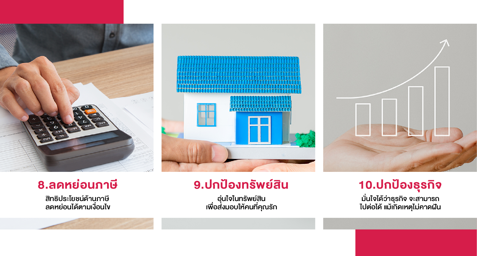 8.ลดหย่อนภาษี
สิทธิประโยชน์ด้านภาษี
ลดหย่อนได้ตามเงื่อนไข
9.ปกป้องทรัพย์สิน
อุ่นใจในทรัพย์สิน
เพื่อส่งมอบให้คนที่คุณรัก
10.ปกป้องธุรกิจ
มั่นใจได้ว่าธุรกิจ จะสามารถ
ไปต่อได้ แม้เกิดเหตุไม่คาดฝัน